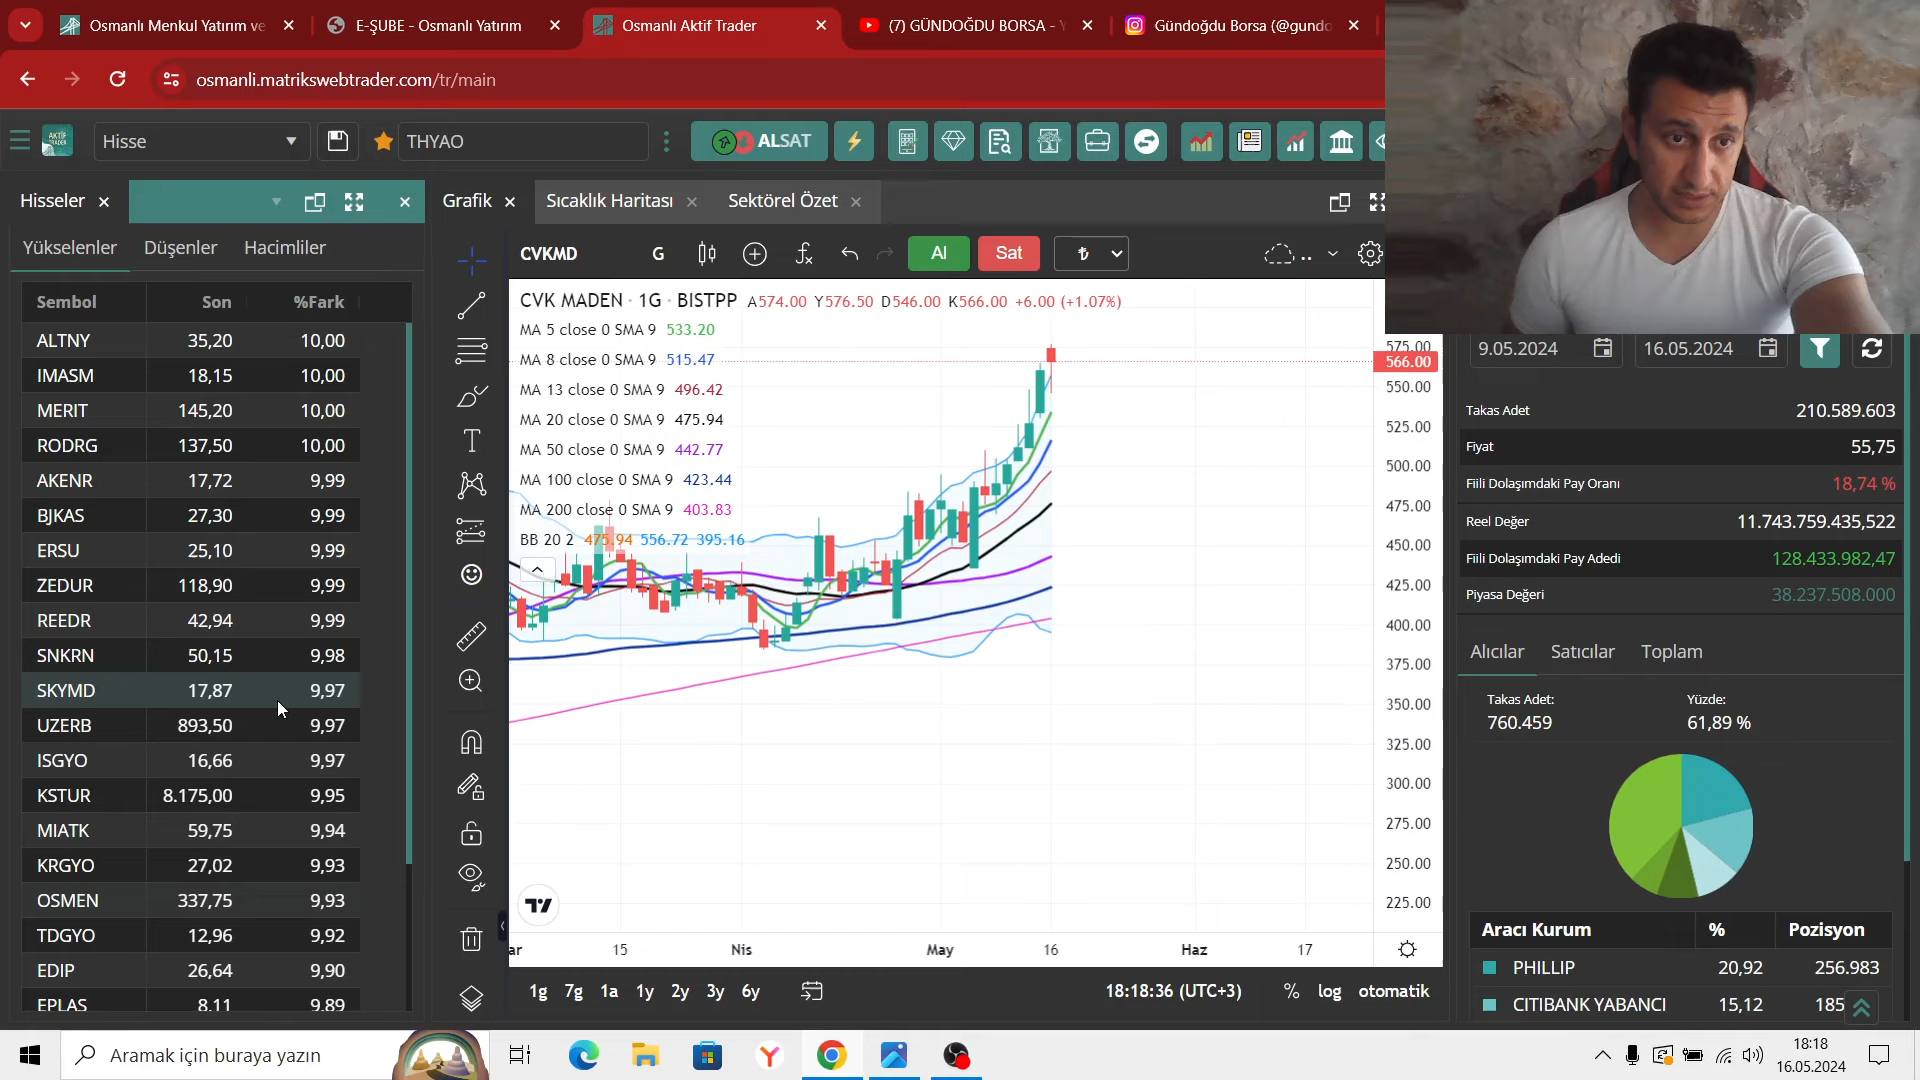 Osmanlı Menkul Yatırım ve
E-ŞUBE - Osmanlı Yatırım
Osmanlı Aktif Trader
(7) GÜNDOĞDU BORSA - Y
Gündoğdu Borsa (@gundo
osmanli.matrikswebtrader.com/tr/main
AKTİF
TRADER
Hisse
THYAO
ALSAT
Hisseler
Grafik
Sıcaklık Haritası
Sektörel Özet
Yükselenler
Düşenler
Hacimliler
CVKMD
G
Al
Sat
₺
Sembol Son %Fark
ALTNY 35,20 10,00
IMASM 18,15 10,00
MERIT 145,20 10,00
RODRG 137,50 10,00
AKENR 17,72 9,99
BJKAS 27,30 9,99
ERSU 25,10 9,99
ZEDUR 118,90 9,99
REEDR 42,94 9,99
SNKRN 50,15 9,98
SKYMD 17,87 9,97
UZERB 893,50 9,97
ISGYO 16,66 9,97
KSTUR 8.175,00 9,95
MIATK 59,75 9,94
KRGYO 27,02 9,93
OSMEN 337,75 9,93
TDGYO 12,96 9,92
EDIP 26,64 9,90
EPLAS 8,11 9,89
CVK MADEN · 1G · BISTPP A574.00 Y576.50 D546.00 K566.00 +6.00 (+1.07%)
MA 5 close 0 SMA 9 533.20
MA 8 close 0 SMA 9 515.47
MA 13 close 0 SMA 9 496.42
MA 20 close 0 SMA 9 475.94
MA 50 close 0 SMA 9 442.77
MA 100 close 0 SMA 9 423.44
MA 200 close 0 SMA 9 403.83
BB 20 2 475.94 556.72 395.16
575.00
566.00
550.00
525.00
500.00
475.00
450.00
425.00
400.00
375.00
350.00
325.00
300.00
275.00
250.00
225.00
ar 15 Nis May 16 Haz 17
1g 7g 1a 1y 2y 3y 6y
18:18:36 (UTC+3)
% log otomatik
9.05.2024
16.05.2024
Takas Adet 210.589.603
Fiyat 55,75
Fiili Dolaşımdaki Pay Oranı 18,74 %
Reel Değer 11.743.759.435,522
Fiili Dolaşımdaki Pay Adedi 128.433.982,47
Piyasa Değeri 38.237.508.000
Alıcılar Satıcılar Toplam
Takas Adet: Yüzde:
760.459 61,89 %
Aracı Kurum % Pozisyon
PHILLIP 20,92 256.983
CITIBANK YABANCI 15,12 185
Aramak için buraya yazın
18:18
16.05.2024